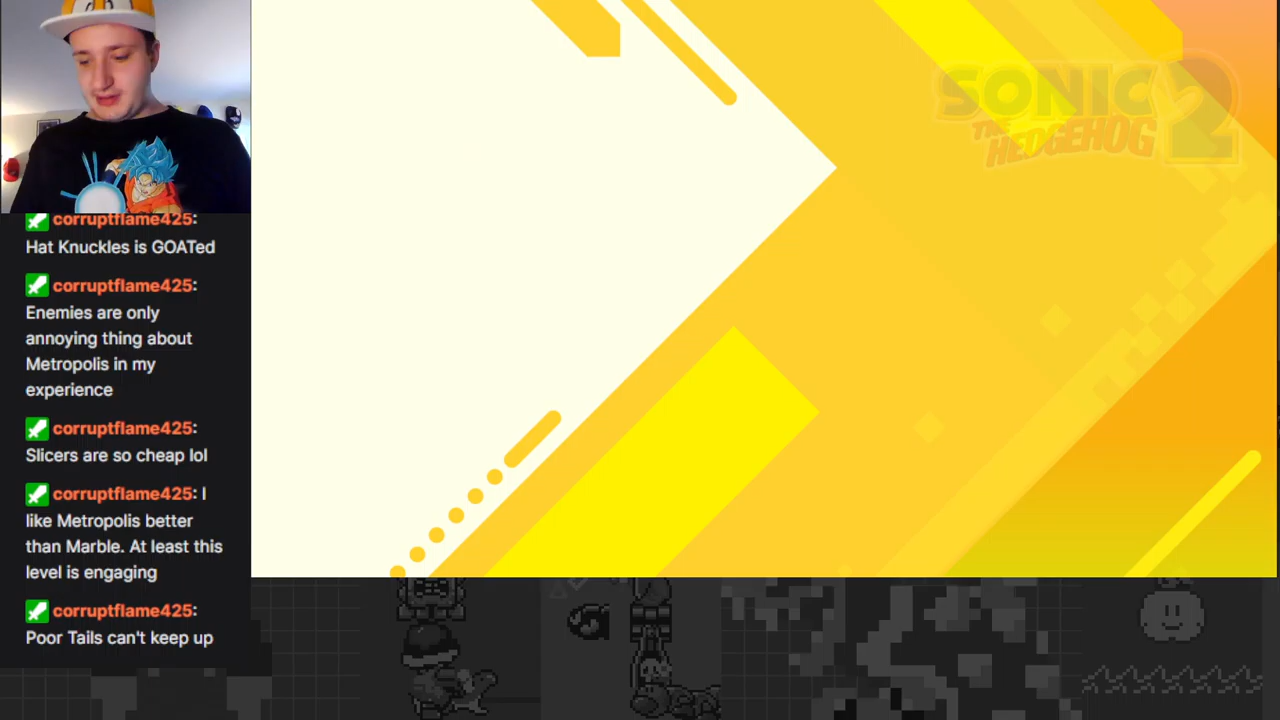 SONIC
THE
HEDGEHOG 2
corruptflame425:
Hat Knuckles is GOATed
corruptflame425:
Enemies are only
annoying thing about
Metropolis in my
experience
corruptflame425:
Slicers are so cheap lol
corruptflame425: I
like Metropolis better
than Marble. At least this
level is engaging
corruptflame425:
Poor Tails can't keep up